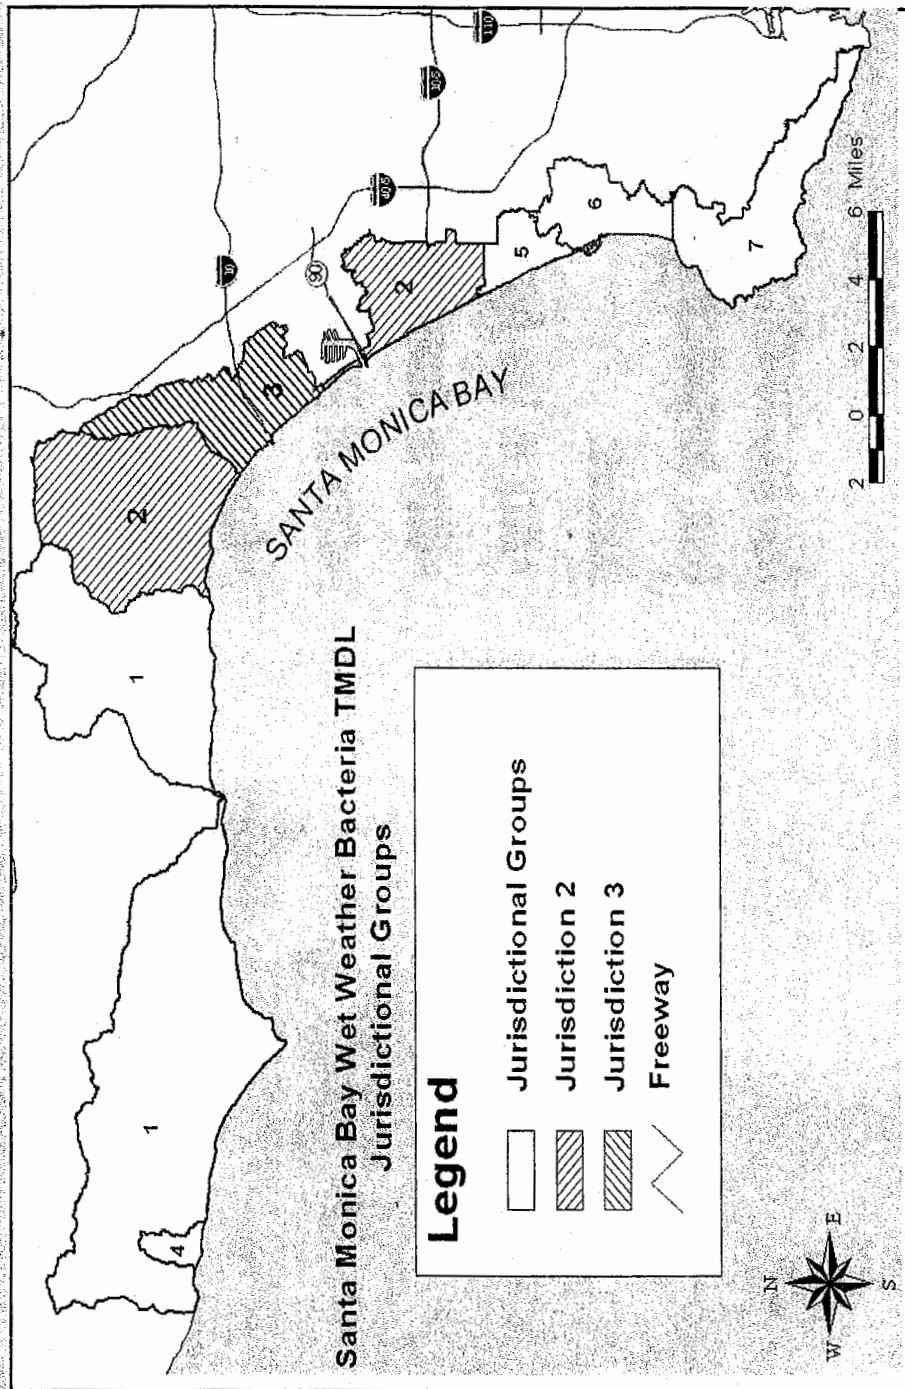 2
1
1
4
10
3
90
405
2
105
110
5
6
7
SANTA MONICA BAY
Santa Monica Bay Wet Weather Bacteria TMDL
Jurisdictional Groups
Legend
Jurisdictional Groups
Jurisdiction 2
Jurisdiction 3
Freeway
N
W E
S
2 0 2 4 6 Miles